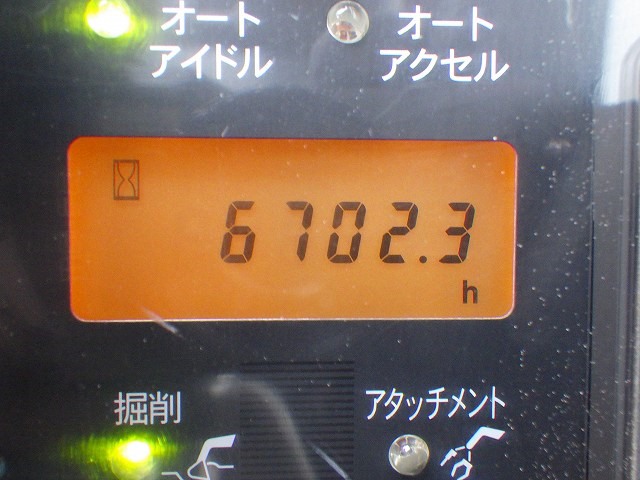 オート
アイドル
オート
アクセル
6702.3
h
掘削
アタッチメント